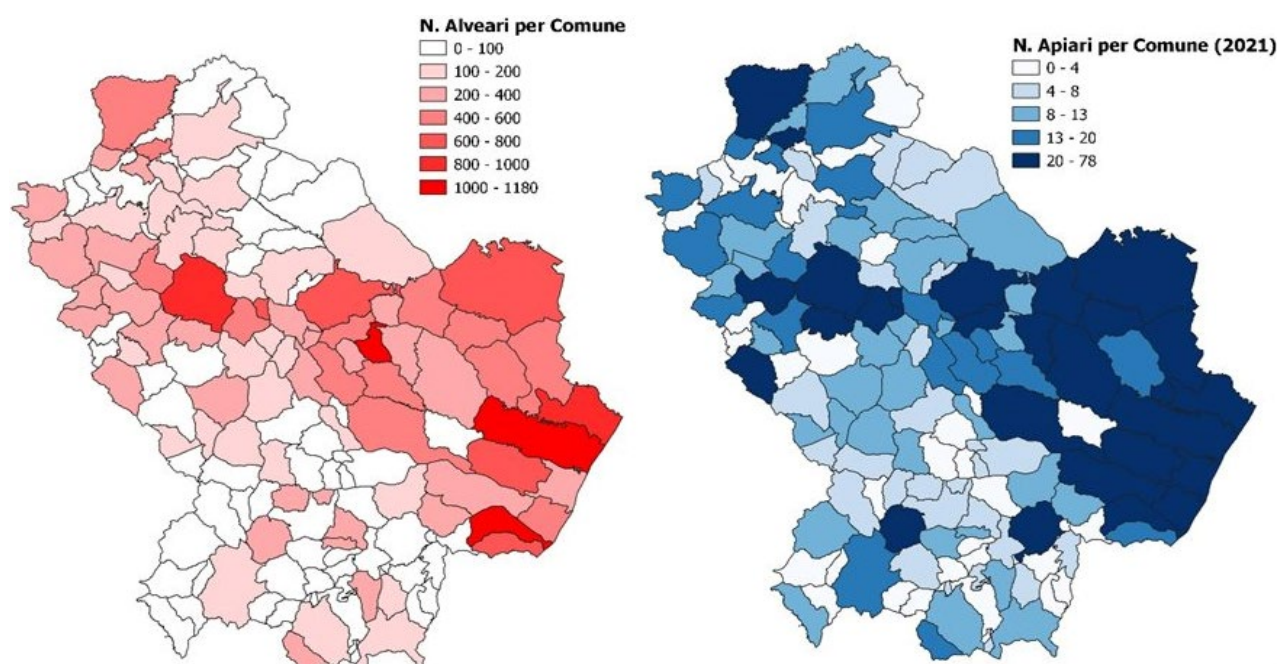 N. Alveari per Comune
0 - 100
100 - 200
200 - 400
400 - 600
600 - 800
800 - 1000
1000 - 1180
N. Apiari per Comune (2021)
0 - 4
4 - 8
8 - 13
13 - 20
20 - 78